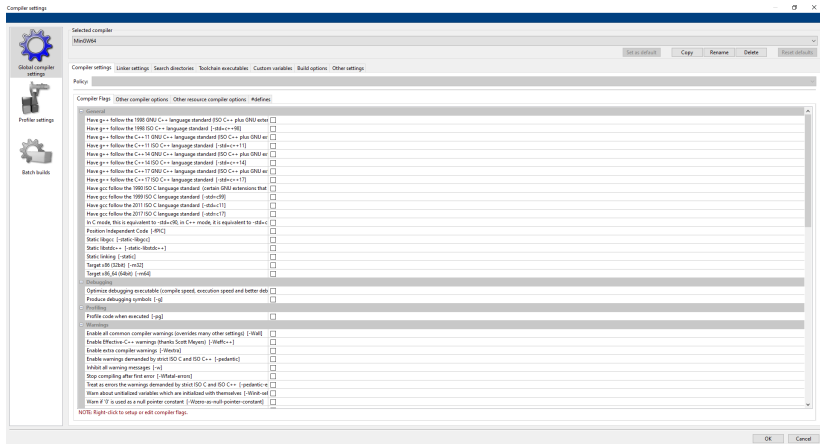 Compiler settings
Selected compiler
MinGW64
Set as default Copy Rename Delete Reset defaults
Global compiler
settings
Profiler settings
Batch builds
Compiler settings Linker settings Search directories Toolchain executables Custom variables Build options Other settings
Policy:
Compiler Flags Other compiler options Other resource compiler options #defines
General
Have g++ follow the 1998 GNU C++ language standard (ISO C++ plus GNU exter
Have g++ follow the 1998 ISO C++ language standard [-std=c++98]
Have g++ follow the C++11 GNU C++ language standard (ISO C++ plus GNU ex
Have g++ follow the C++11 ISO C++ language standard [-std=c++11]
Have g++ follow the C++14 GNU C++ language standard (ISO C++ plus GNU ex
Have g++ follow the C++14 ISO C++ language standard [-std=c++14]
Have g++ follow the C++17 GNU C++ language standard (ISO C++ plus GNU ex
Have g++ follow the C++17 ISO C++ language standard [-std=c++17]
Have gcc follow the 1990 ISO C language standard (certain GNU extensions that
Have gcc follow the 1999 ISO C language standard [-std=c99]
Have gcc follow the 2011 ISO C language standard [-std=c11]
Have gcc follow the 2017 ISO C language standard [-std=c17]
In C mode, this is equivalent to -std=c90, in C++ mode, it is equivalent to -std=c
Position Independent Code [-fPIC]
Static libgcc [-static-libgcc]
Static libstdc++ [-static-libstdc++]
Static linking [-static]
Target x86 (32bit) [-m32]
Target x86_64 (64bit) [-m64]
Debugging
Optimize debugging executable (compile speed, execution speed and better deb
Produce debugging symbols [-g]
Profiling
Profile code when executed [-pg]
Warnings
Enable all common compiler warnings (overrides many other settings) [-Wall]
Enable Effective-C++ warnings (thanks Scott Meyers) [-Weffc++]
Enable extra compiler warnings [-Wextra]
Enable warnings demanded by strict ISO C and ISO C++ [-pedantic]
Inhibit all warning messages [-w]
Stop compiling after first error [-Wfatal-errors]
Treat as errors the warnings demanded by strict ISO C and ISO C++ [-pedantic-e
Warn about unitialized variables which are initialized with themselves [-Winit-sel
Warn if '0' is used as a null pointer constant [-Wzero-as-null-pointer-constant]
NOTE: Right-click to setup or edit compiler flags.
OK Cancel